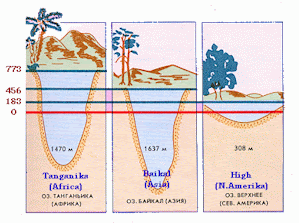 773
456
183
0
1470 м
1637 м
308 м
Tanganika
(Africa)
ОЗ. ТАНГАНЬИКА
(АФРИКА)
Baikal
(Asia)
ОЗ. БАЙКАЛ (АЗИЯ)
High
(N.Amerika)
ОЗ. ВЕРХНЕЕ
(СЕВ. АМЕРИКА)